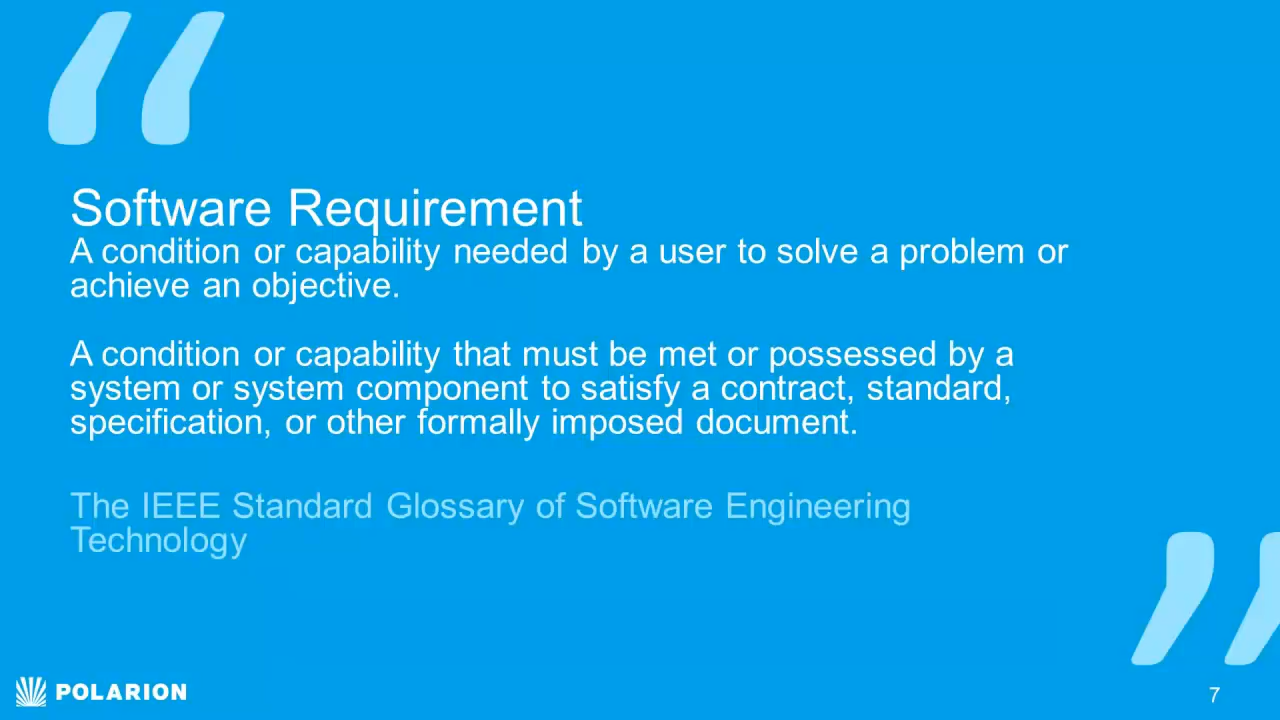 “
Software Requirement
A condition or capability needed by a user to solve a problem or
achieve an objective.
A condition or capability that must be met or possessed by a
system or system component to satisfy a contract, standard,
specification, or other formally imposed document.
The IEEE Standard Glossary of Software Engineering
Technology
”
POLARION
7